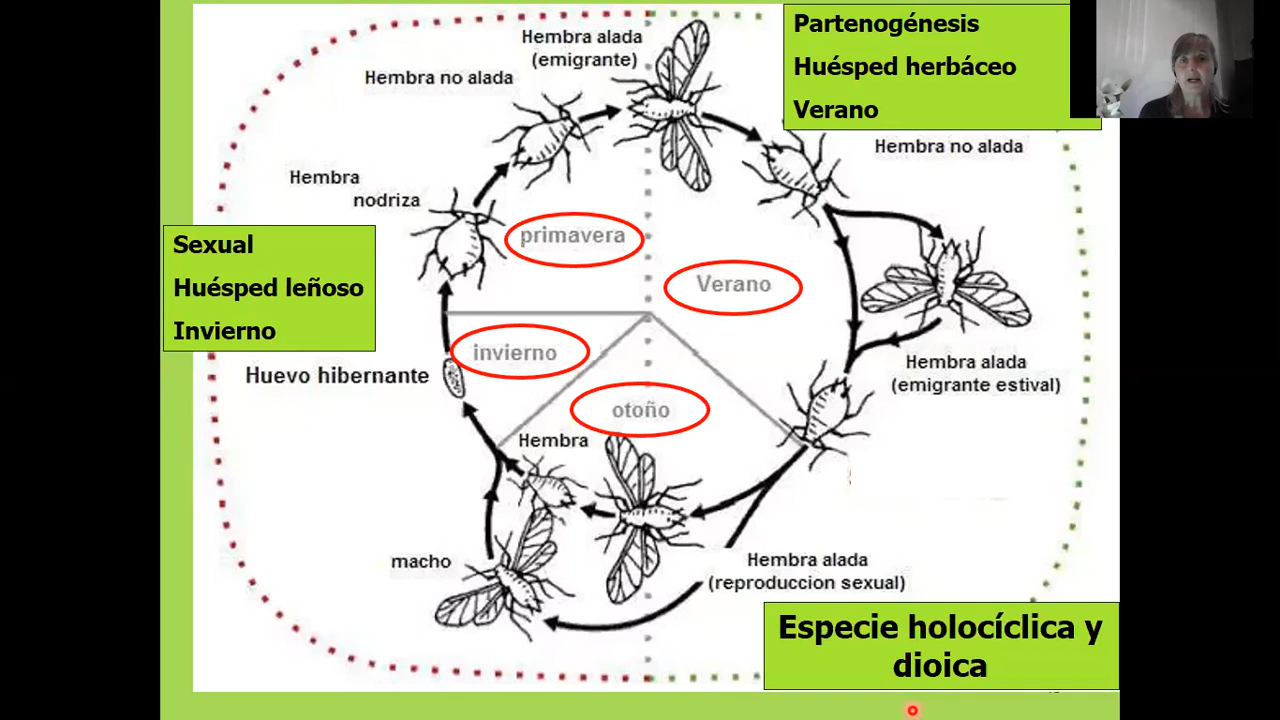 Hembra alada
(emigrante)
Hembra no alada
Partenogénesis
Huésped herbáceo
Verano
Hembra no alada
Hembra
nodriza
primavera
Sexual
Huésped leñoso
Invierno
Verano
invierno
Huevo hibernante
Hembra alada
(emigrante estival)
otoño
Hembra
macho
Hembra alada
(reproduccion sexual)
Especie holocíclica y
dioica